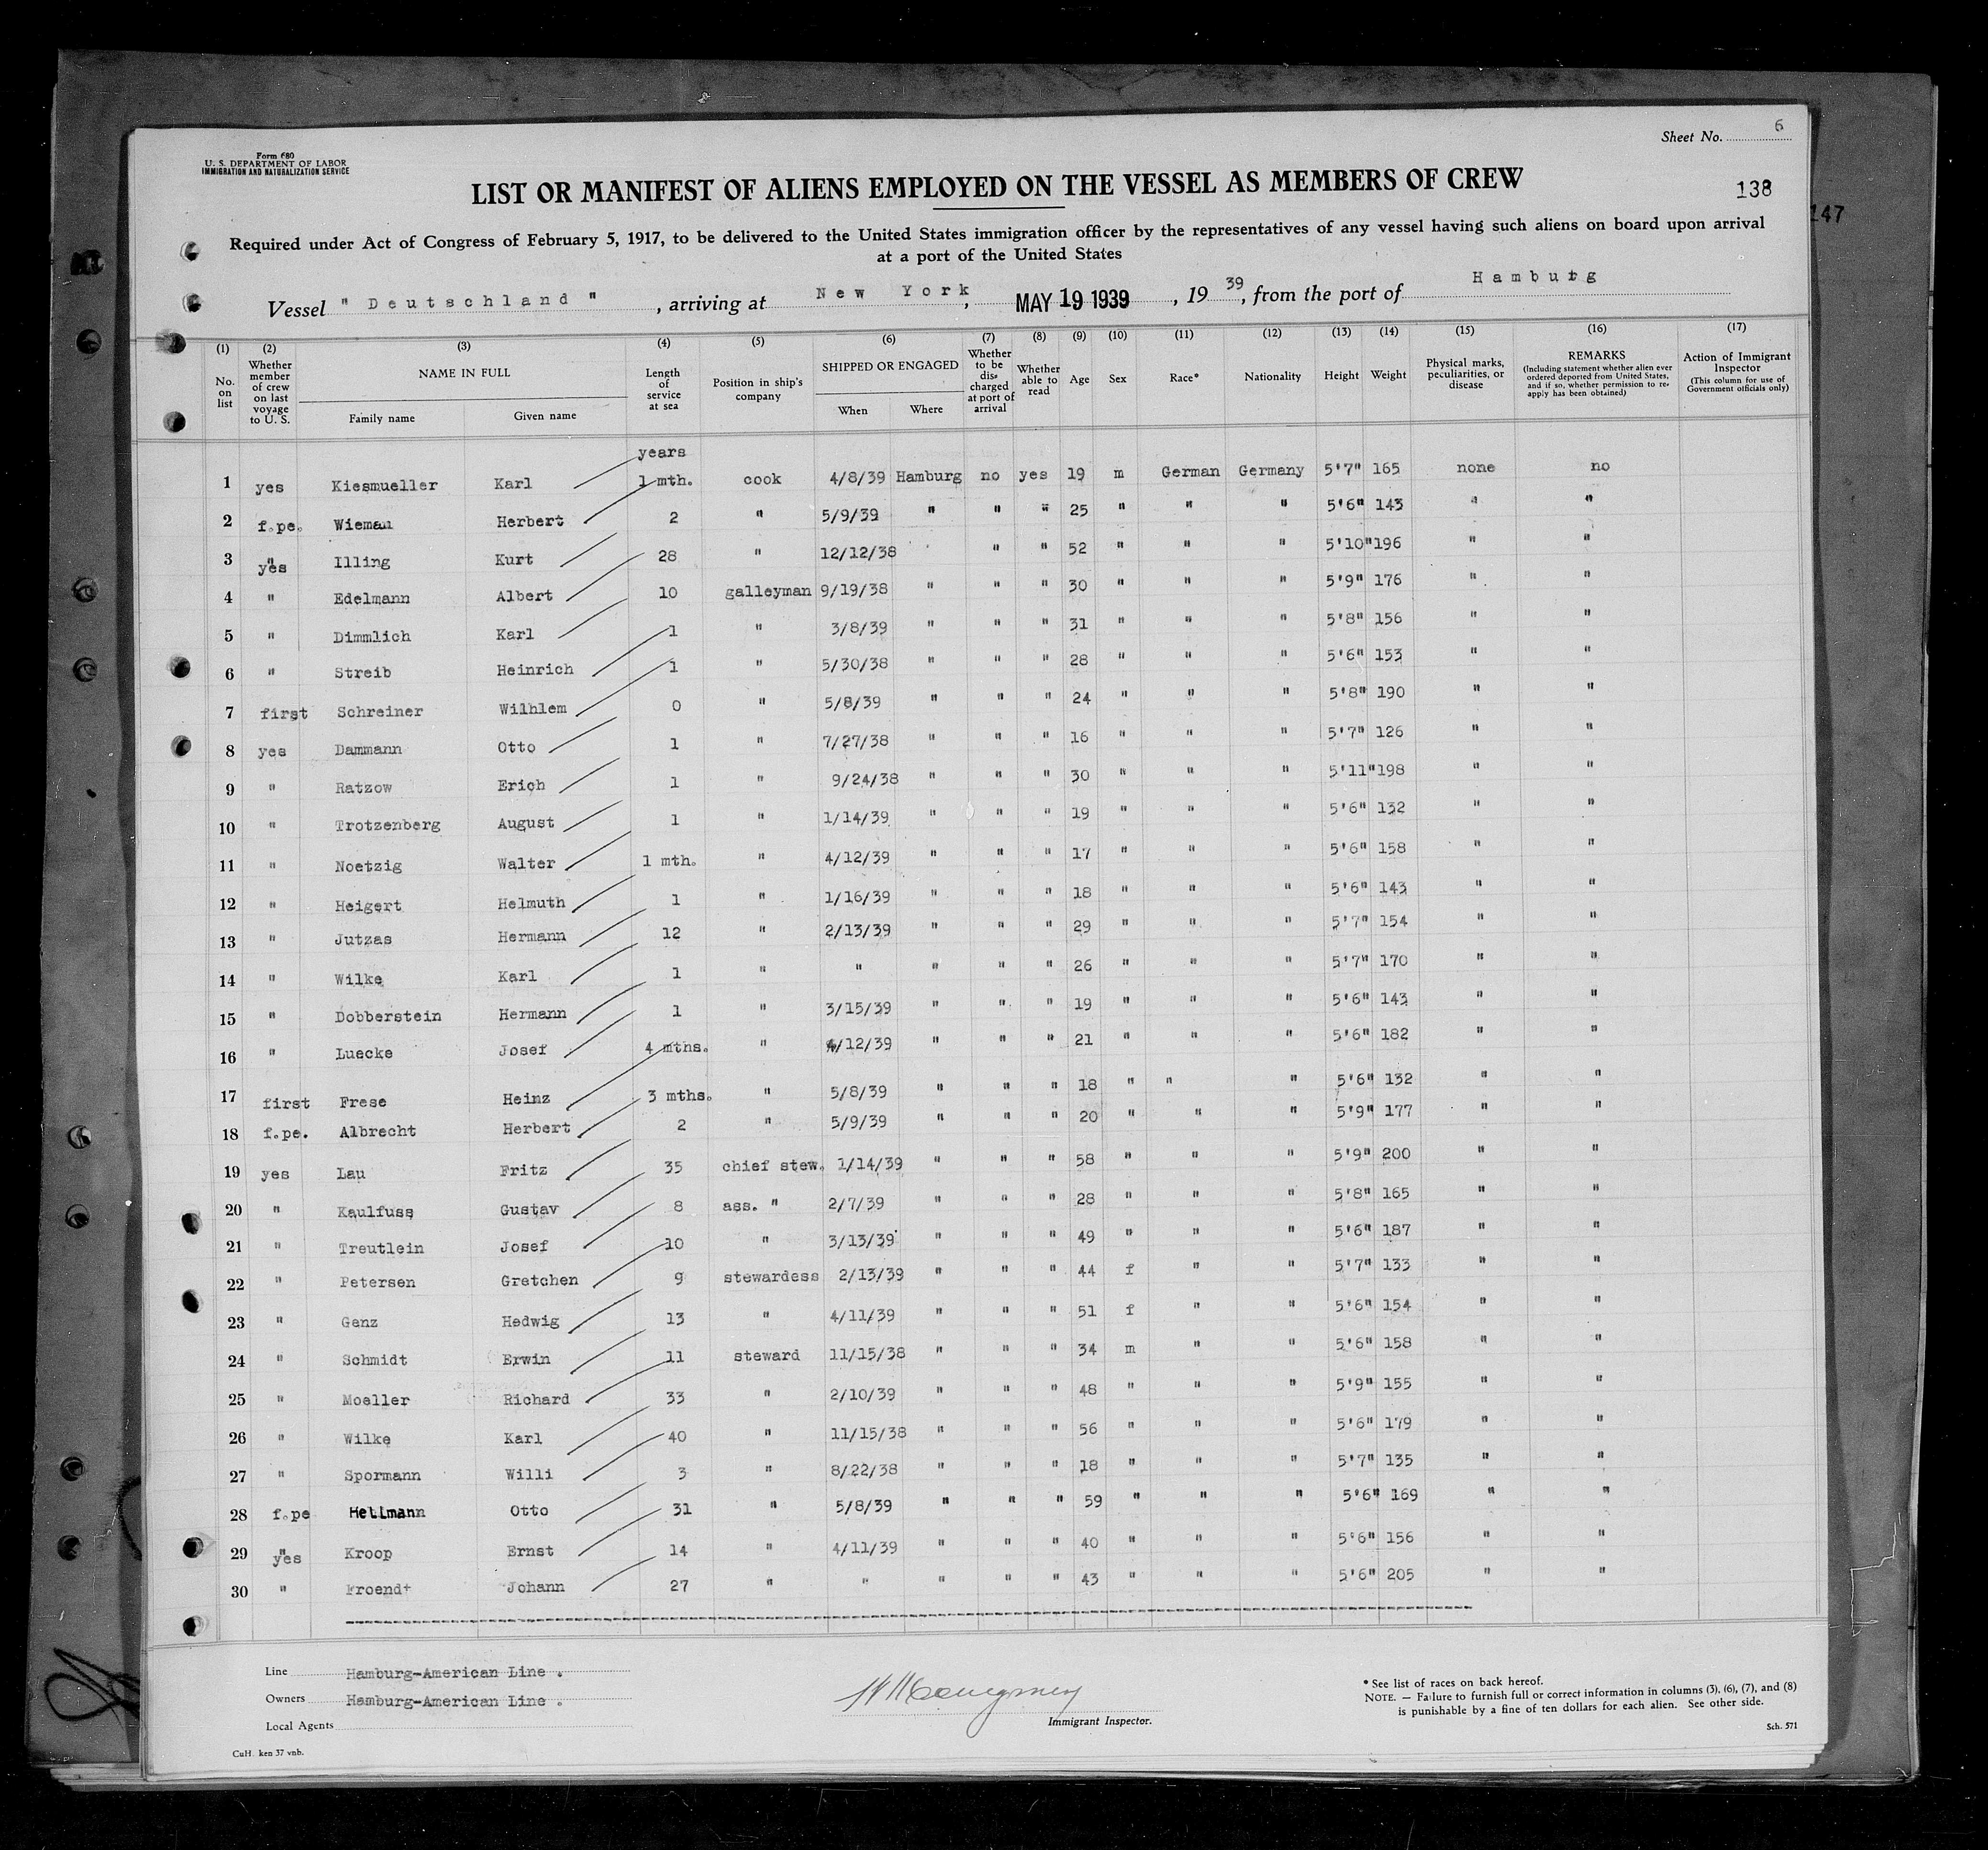 Sheet No. 6
Form 680
U. S. DEPARTMENT OF LABOR
IMMIGRATION AND NATURALIZATION SERVICE
LIST OR MANIFEST OF ALIENS EMPLOYED ON THE VESSEL AS MEMBERS OF CREW
138
147
Required under Act of Congress of February 5, 1917, to be delivered to the United States immigration officer by the representatives of any vessel having such aliens on board upon arrival
at a port of the United States
Vessel " Deutschland " , arriving at New York , MAY 19 1939 , 19 39 , from the port of Hamburg
(1) (2) (3) (4) (5) (6) (7) (8) (9) (10) (11) (12) (13) (14) (15) (16) (17)
No. on list
Whether member of crew on last voyage to U. S.
NAME IN FULL
Family name Given name
Length of service at sea
Position in ship's company
SHIPPED OR ENGAGED
When Where
Whether to be discharged at port of arrival
Whether able to read
Age
Sex
Race*
Nationality
Height
Weight
Physical marks, peculiarities, or disease
REMARKS
(Including statement whether alien ever ordered deported from United States, and if so, whether permission to reapply has been obtained)
Action of Immigrant Inspector
(This column for use of Government officials only)
years
1 yes Kiesmueller Karl 1 mth. cook 4/8/39 Hamburg no yes 19 m German Germany 5'7" 165 none no
2 f.pe. Wieman Herbert 2 " 5/9/39 " " " 25 " " " 5'6" 143 " "
3 " yes Illing Kurt 28 " 12/12/38 " " 52 " " " 5'10" 196 " "
4 " Edelmann Albert 10 galleyman 9/19/38 " " " 30 " " " 5'9" 176 " "
5 " Dimmlich Karl 1 " 3/8/39 " " " 31 " " " 5'8" 156 " "
6 " Streib Heinrich 1 " 5/30/38 " " " 28 " " " 5'6" 153 " "
7 first Schreiner Wilhlem 0 " 5/8/39 " " " 24 " " " 5'8" 190 " "
8 yes Dammann Otto 1 " 7/27/38 " " " 16 " " " 5'7" 126 " "
9 " Ratzow Erich 1 " 9/24/38 " " " 30 " " " 5'11" 198 " "
10 " Trotzenberg August 1 " 1/14/39 " " " 19 " " " 5'6" 132 " "
11 " Noetzig Walter 1 mth. " 4/12/39 " " " 17 " " " 5'6" 158 " "
12 " Heigert Helmuth 1 " 1/16/39 " " " 18 " " " 5'6" 143 " "
13 " Jutzas Hermann 12 " 2/13/39 " " " 29 " " " 5'7" 154 " "
14 " Wilke Karl 1 " " " " " 26 " " " 5'7" 170 " "
15 " Dobberstein Hermann 1 " 3/15/39 " " " 19 " " " 5'6" 143 " "
16 " Luecke Josef 4 mths. " 4/12/39 " " " 21 " " " 5'6" 182 " "
17 first Frese Heinz 3 mths. " 5/8/39 " " " 18 " " " 5'6" 132 " "
18 f.pe. Albrecht Herbert 2 " 5/9/39 " " " 20 " " " 5'9" 177 " "
19 yes Lau Fritz 35 chief stew. 1/14/39 " " " 58 " " " 5'9" 200 " "
20 " Kaulfuss Gustav 8 ass. " 2/7/39 " " " 28 " " " 5'8" 165 " "
21 " Treutlein Josef 10 " 3/13/39 " " " 49 " " " 5'6" 187 " "
22 " Petersen Gretchen 9 stewardess 2/13/39 " " " 44 f " " 5'7" 133 " "
23 " Genz Hedwig 13 " 4/11/39 " " " 51 f " " 5'6" 154 " "
24 " Schmidt Erwin 11 steward 11/15/38 " " " 34 m " " 5'6" 158 " "
25 " Moeller Richard 33 " 2/10/39 " " " 48 " " " 5'9" 155 " "
26 " Wilke Karl 40 " 11/15/38 " " " 56 " " " 5'6" 179 " "
27 " Spormann Willi 3 " 8/22/38 " " " 18 " " " 5'7" 135 " "
28 f.pe Hellmann Otto 31 " 5/8/39 " " " 59 " " " 5'6" 169 " "
29 " yes Kroop Ernst 14 " 4/11/39 " " " 40 " " " 5'6" 156 " "
30 " Johann 27 " " " " " 43 " " " 5'6" 205 " "
Line Hamburg-American Line .
Owners Hamburg-American Line .
Local Agents
Immigrant Inspector.
* See list of races on back hereof.
NOTE. — Failure to furnish full or correct information in columns (3), (6), (7), and (8)
is punishable by a fine of ten dollars for each alien. See other side.
Sch. 571
CuH. ken 37 vnb.